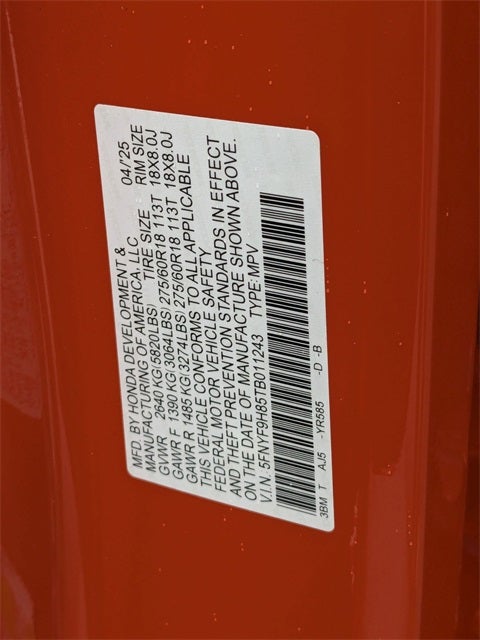 MFD. BY HONDA DEVELOPMENT & 04/'25
MANUFACTURING OF AMERICA, LLC TIRE SIZE RIM SIZE
GVWR 2640 KG(5820LBS)
GAWR F 1390 KG(3064LBS) 275/60R18 113T 18X8.0J
GAWR R 1485 KG(3274LBS) 275/60R18 113T 18X8.0J
THIS VEHICLE CONFORMS TO ALL APPLICABLE
FEDERAL MOTOR VEHICLE SAFETY
AND THEFT PREVENTION STANDARDS IN EFFECT
ON THE DATE OF MANUFACTURE SHOWN ABOVE.
V.I.N. 5FNYF9H85TB011243 TYPE:MPV
3BM T AJ5 -YR585 -D -B